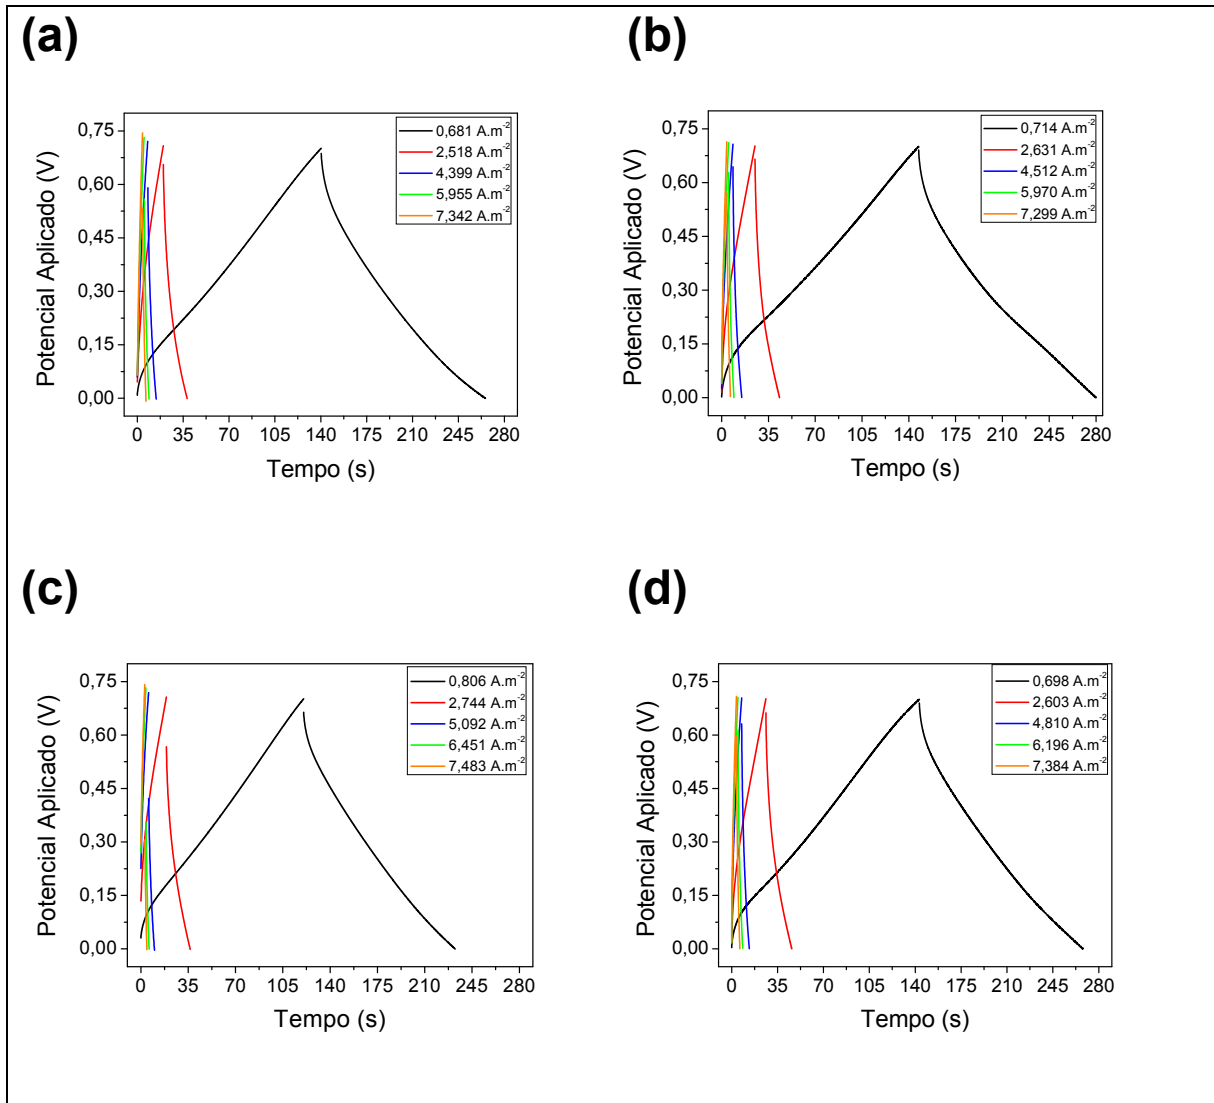 (a)
0,681 A.m-2
2,518 A.m-2
4,399 A.m-2
5,955 A.m-2
7,342 A.m-2
0,75
0,60
0,45
0,30
0,15
0,00
Potencial Aplicado (V)
0 35 70 105 140 175 210 245 280
Tempo (s)
(b)
0,714 A.m-2
2,631 A.m-2
4,512 A.m-2
5,970 A.m-2
7,299 A.m-2
0,75
0,60
0,45
0,30
0,15
0,00
Potencial Aplicado (V)
0 35 70 105 140 175 210 245 280
Tempo (s)
(c)
0,806 A.m-2
2,744 A.m-2
5,092 A.m-2
6,451 A.m-2
7,483 A.m-2
0,75
0,60
0,45
0,30
0,15
0,00
Potencial Aplicado (V)
0 35 70 105 140 175 210 245 280
Tempo (s)
(d)
0,698 A.m-2
2,603 A.m-2
4,810 A.m-2
6,196 A.m-2
7,384 A.m-2
0,75
0,60
0,45
0,30
0,15
0,00
Potencial Aplicado (V)
0 35 70 105 140 175 210 245 280
Tempo (s)